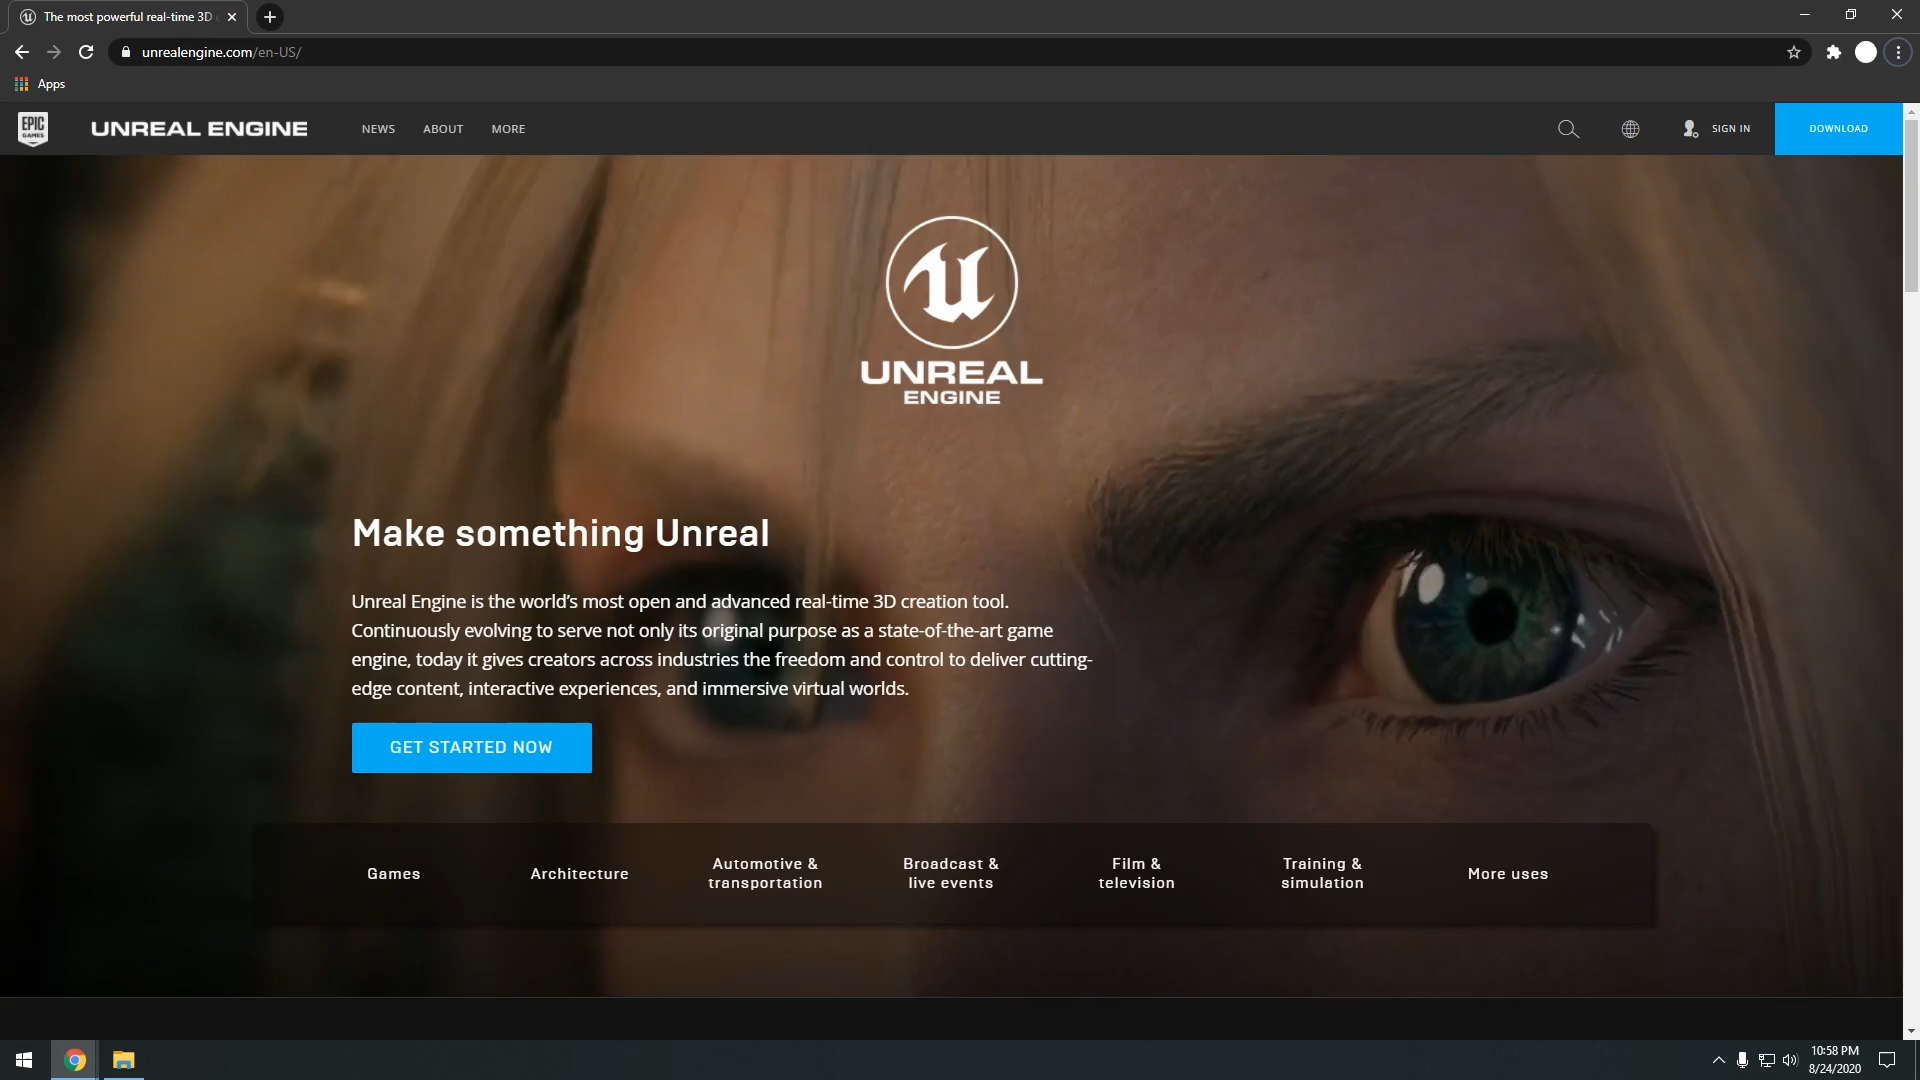 The most powerful real-time 3D
unrealengine.com/en-US/
Apps
EPIC
GAMES
UNREAL ENGINE
NEWS
ABOUT
MORE
SIGN IN
DOWNLOAD
UNREAL
ENGINE
Make something Unreal
Unreal Engine is the world’s most open and advanced real-time 3D creation tool.
Continuously evolving to serve not only its original purpose as a state-of-the-art game
engine, today it gives creators across industries the freedom and control to deliver cutting-
edge content, interactive experiences, and immersive virtual worlds.
GET STARTED NOW
Games
Architecture
Automotive &
transportation
Broadcast &
live events
Film &
television
Training &
simulation
More uses
10:58 PM
8/24/2020